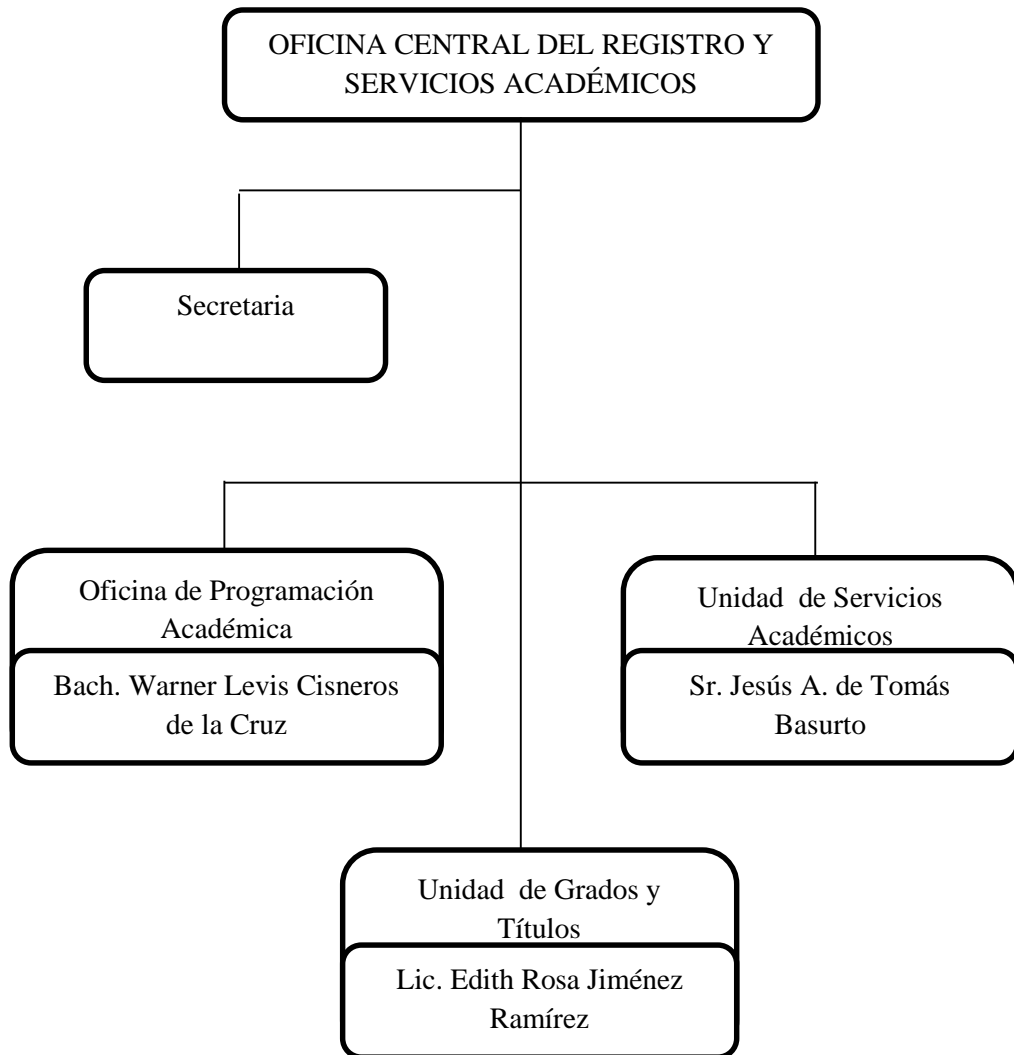 OFICINA CENTRAL DEL REGISTRO Y
SERVICIOS ACADÉMICOS
Secretaria
Oficina de Programación
Académica
Bach. Warner Levis Cisneros
de la Cruz
Unidad de Servicios
Académicos
Sr. Jesús A. de Tomás
Basurto
Unidad de Grados y
Títulos
Lic. Edith Rosa Jiménez
Ramírez